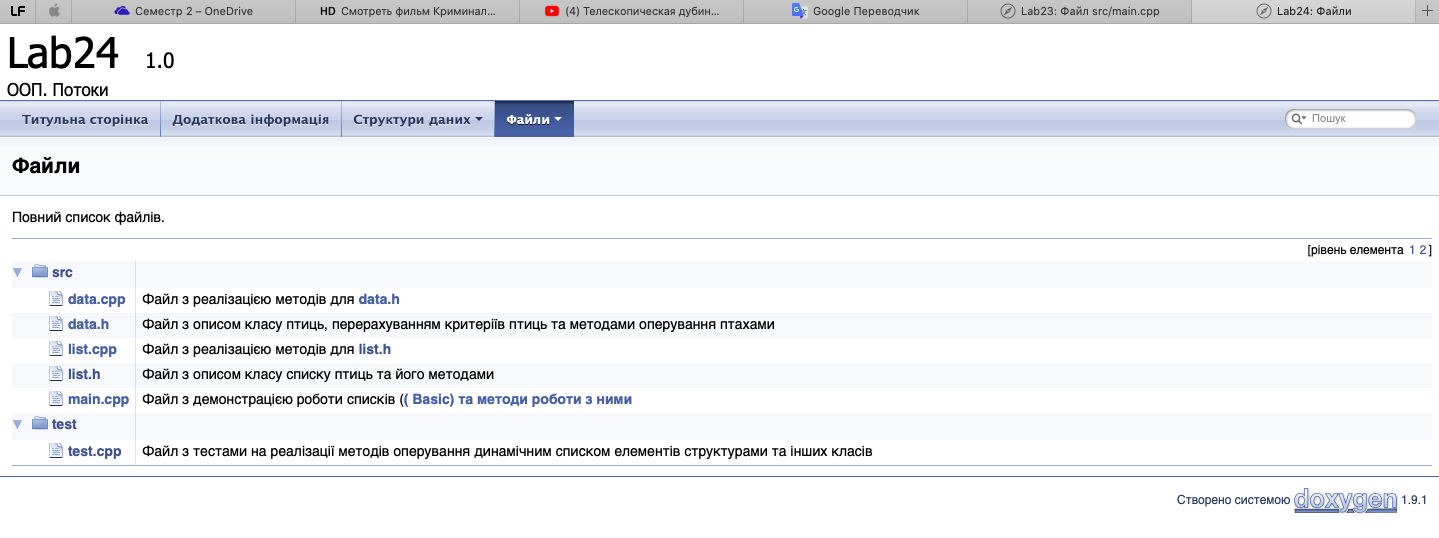 LF Семестр 2 – OneDrive HD Смотреть фильм Криминал... (4) Телескопическая дубин... Google Переводчик Lab23: Файл src/main.cpp Lab24: Файли +
Lab24 1.0
ООП. Потоки
Титульна сторінка Додаткова інформація Структури даних Файли Пошук
Файли
Повний список файлів.
[рівень елемента 1 2]
src
data.cpp Файл з реалізацією методів для data.h
data.h Файл з описом класу птиць, перерахуванням критеріїв птиць та методами оперування птахами
list.cpp Файл з реалізацією методів для list.h
list.h Файл з описом класу списку птиць та його методами
main.cpp Файл з демонстрацією роботи списків (( Basic) та методи роботи з ними
test
test.cpp Файл з тестами на реалізації методів оперування динамічним списком елементів структурами та інших класів
Створено системою doxygen 1.9.1